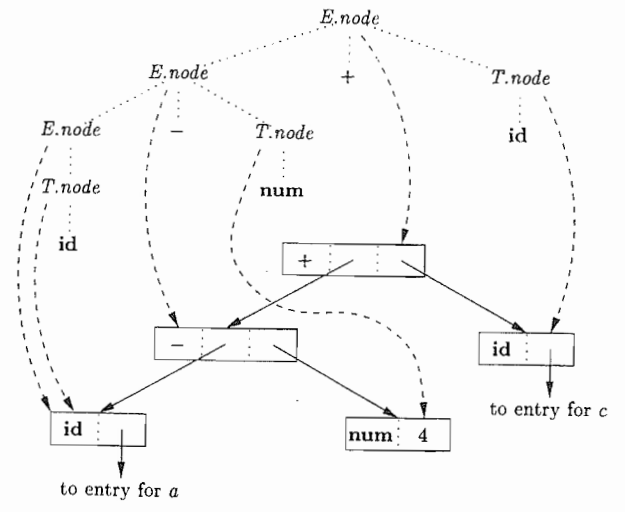 E.node
E.node
+
T.node
E.node
−
T.node
id
T.node
num
id
+
−
id
id
num 4
to entry for c
to entry for a